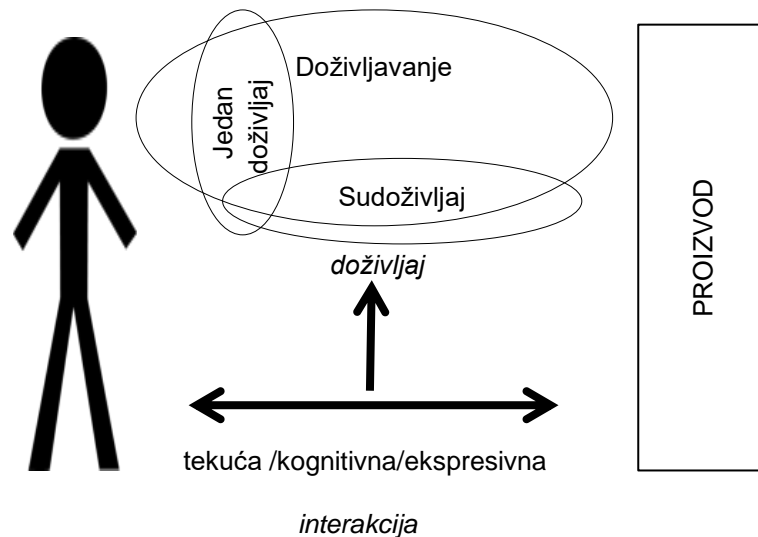 Doživljavanje
Jedan
doživljaj
Sudoživljaj
doživljaj
PROIZVOD
tekuća /kognitivna/ekspresivna
interakcija